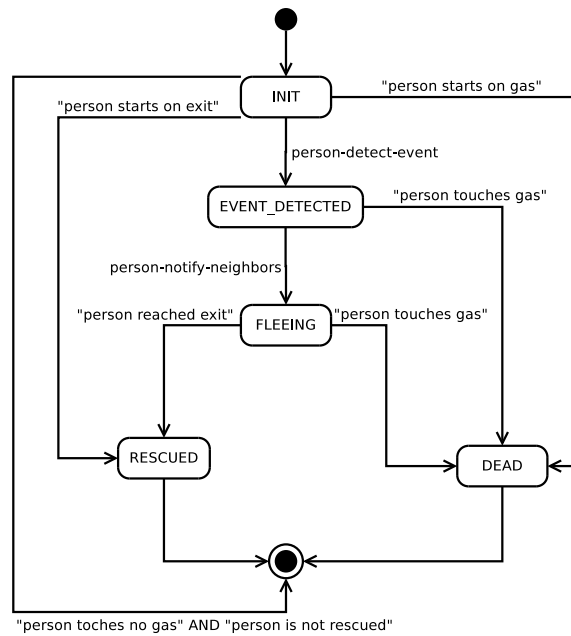 INIT
"person starts on gas"
"person starts on exit"
person-detect-event
EVENT_DETECTED
"person touches gas"
person-notify-neighbors
"person reached exit"
FLEEING
"person touches gas"
RESCUED
DEAD
"person toches no gas" AND "person is not rescued"